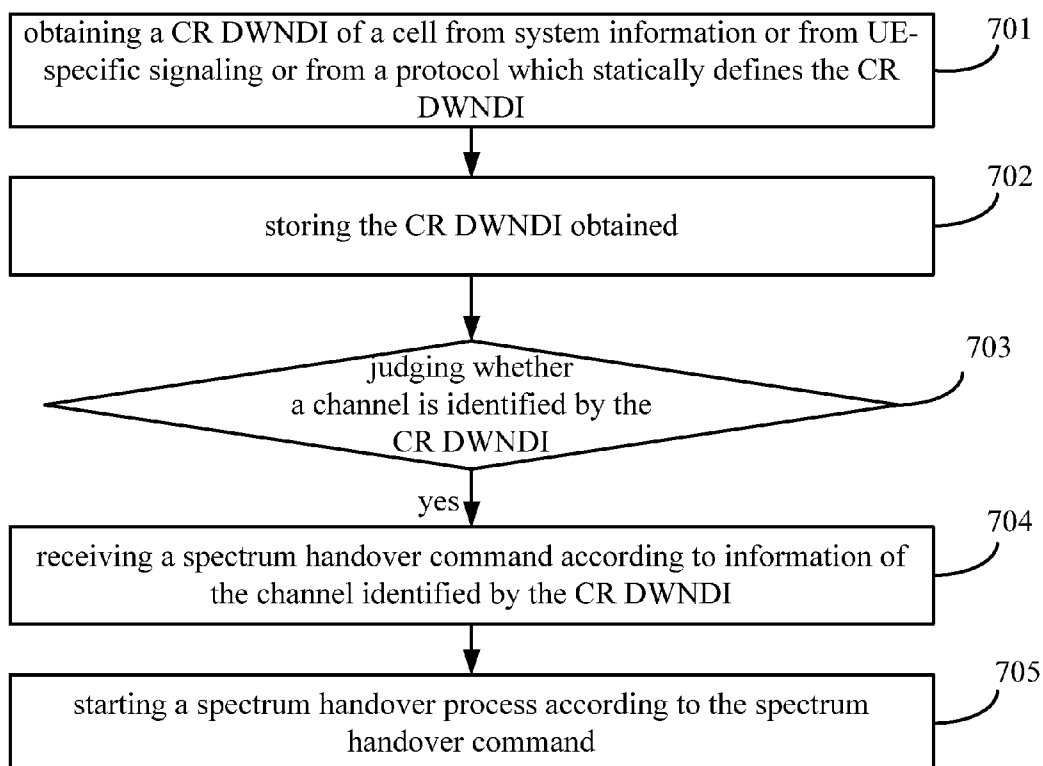 obtaining a CR DWNDI of a cell from system information or from UE-
specific signaling or from a protocol which statically defines the CR
DWNDI
701
702
storing the CR DWNDI obtained
703
judging whether
a channel is identified by the
CR DWNDI
yes
704
receiving a spectrum handover command according to information of
the channel identified by the CR DWNDI
705
starting a spectrum handover process according to the spectrum
handover command